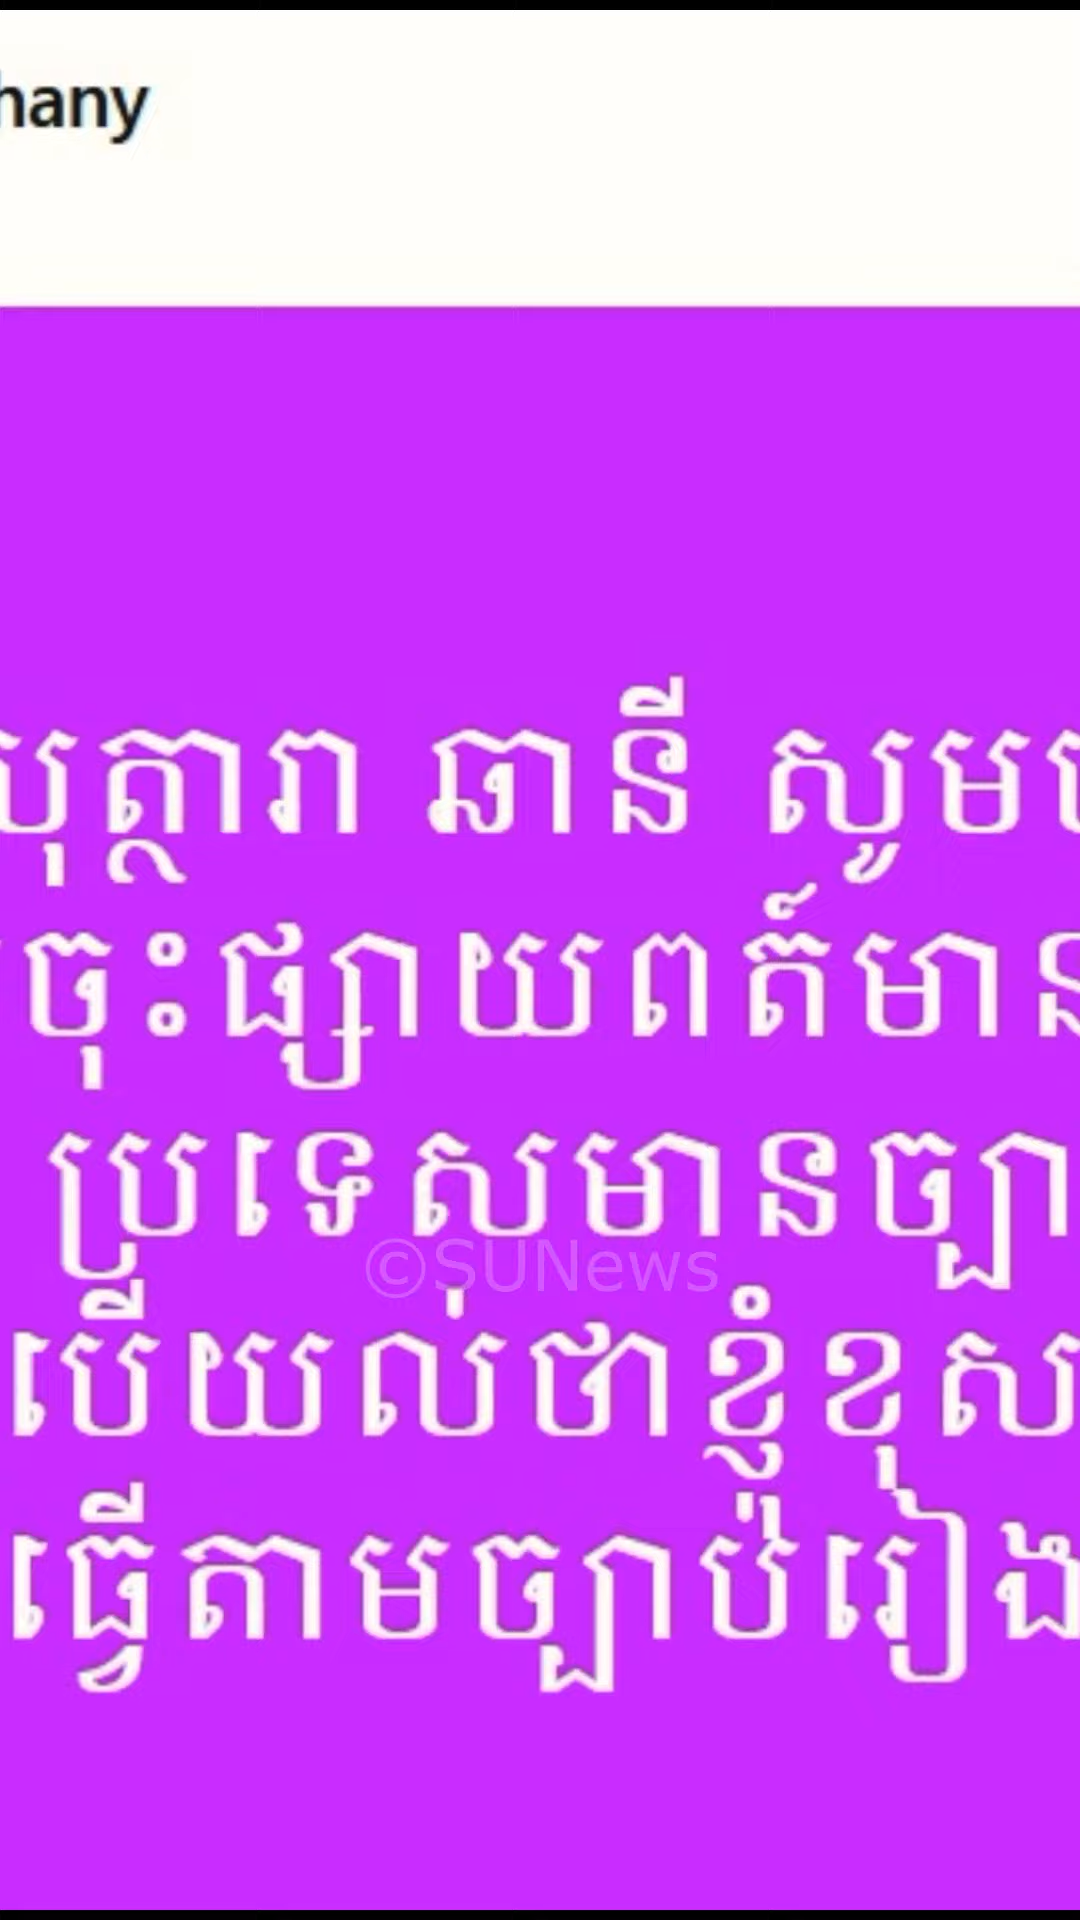 hany
សុត្ថារា ឆានី សូម
ចុះផ្សាយពត៌មាន
ប្រទេសមានច្បា
©SUNews
បើយល់ថាខ្ញុំខុស
ធ្វើតាមច្បាប់រៀង